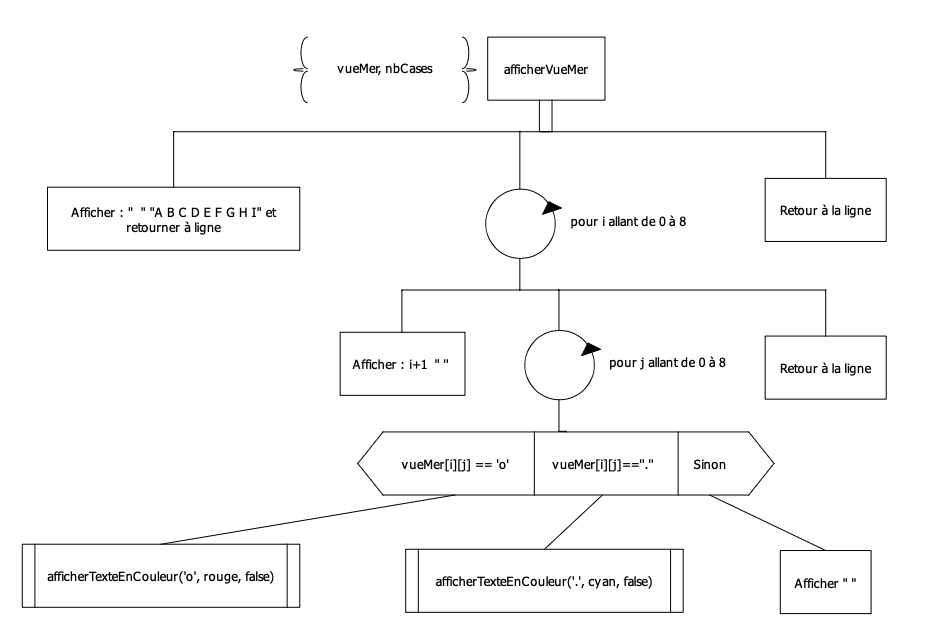 vueMer, nbCases
afficherVueMer
Afficher : "  " "A B C D E F G H I" et
retourner à ligne
pour i allant de 0 à 8
Retour à la ligne
Afficher : i+1  " "
pour j allant de 0 à 8
Retour à la ligne
vueMer[i][j] == 'o'
vueMer[i][j]=="."
Sinon
afficherTexteEnCouleur('o', rouge, false)
afficherTexteEnCouleur('.', cyan, false)
Afficher " "